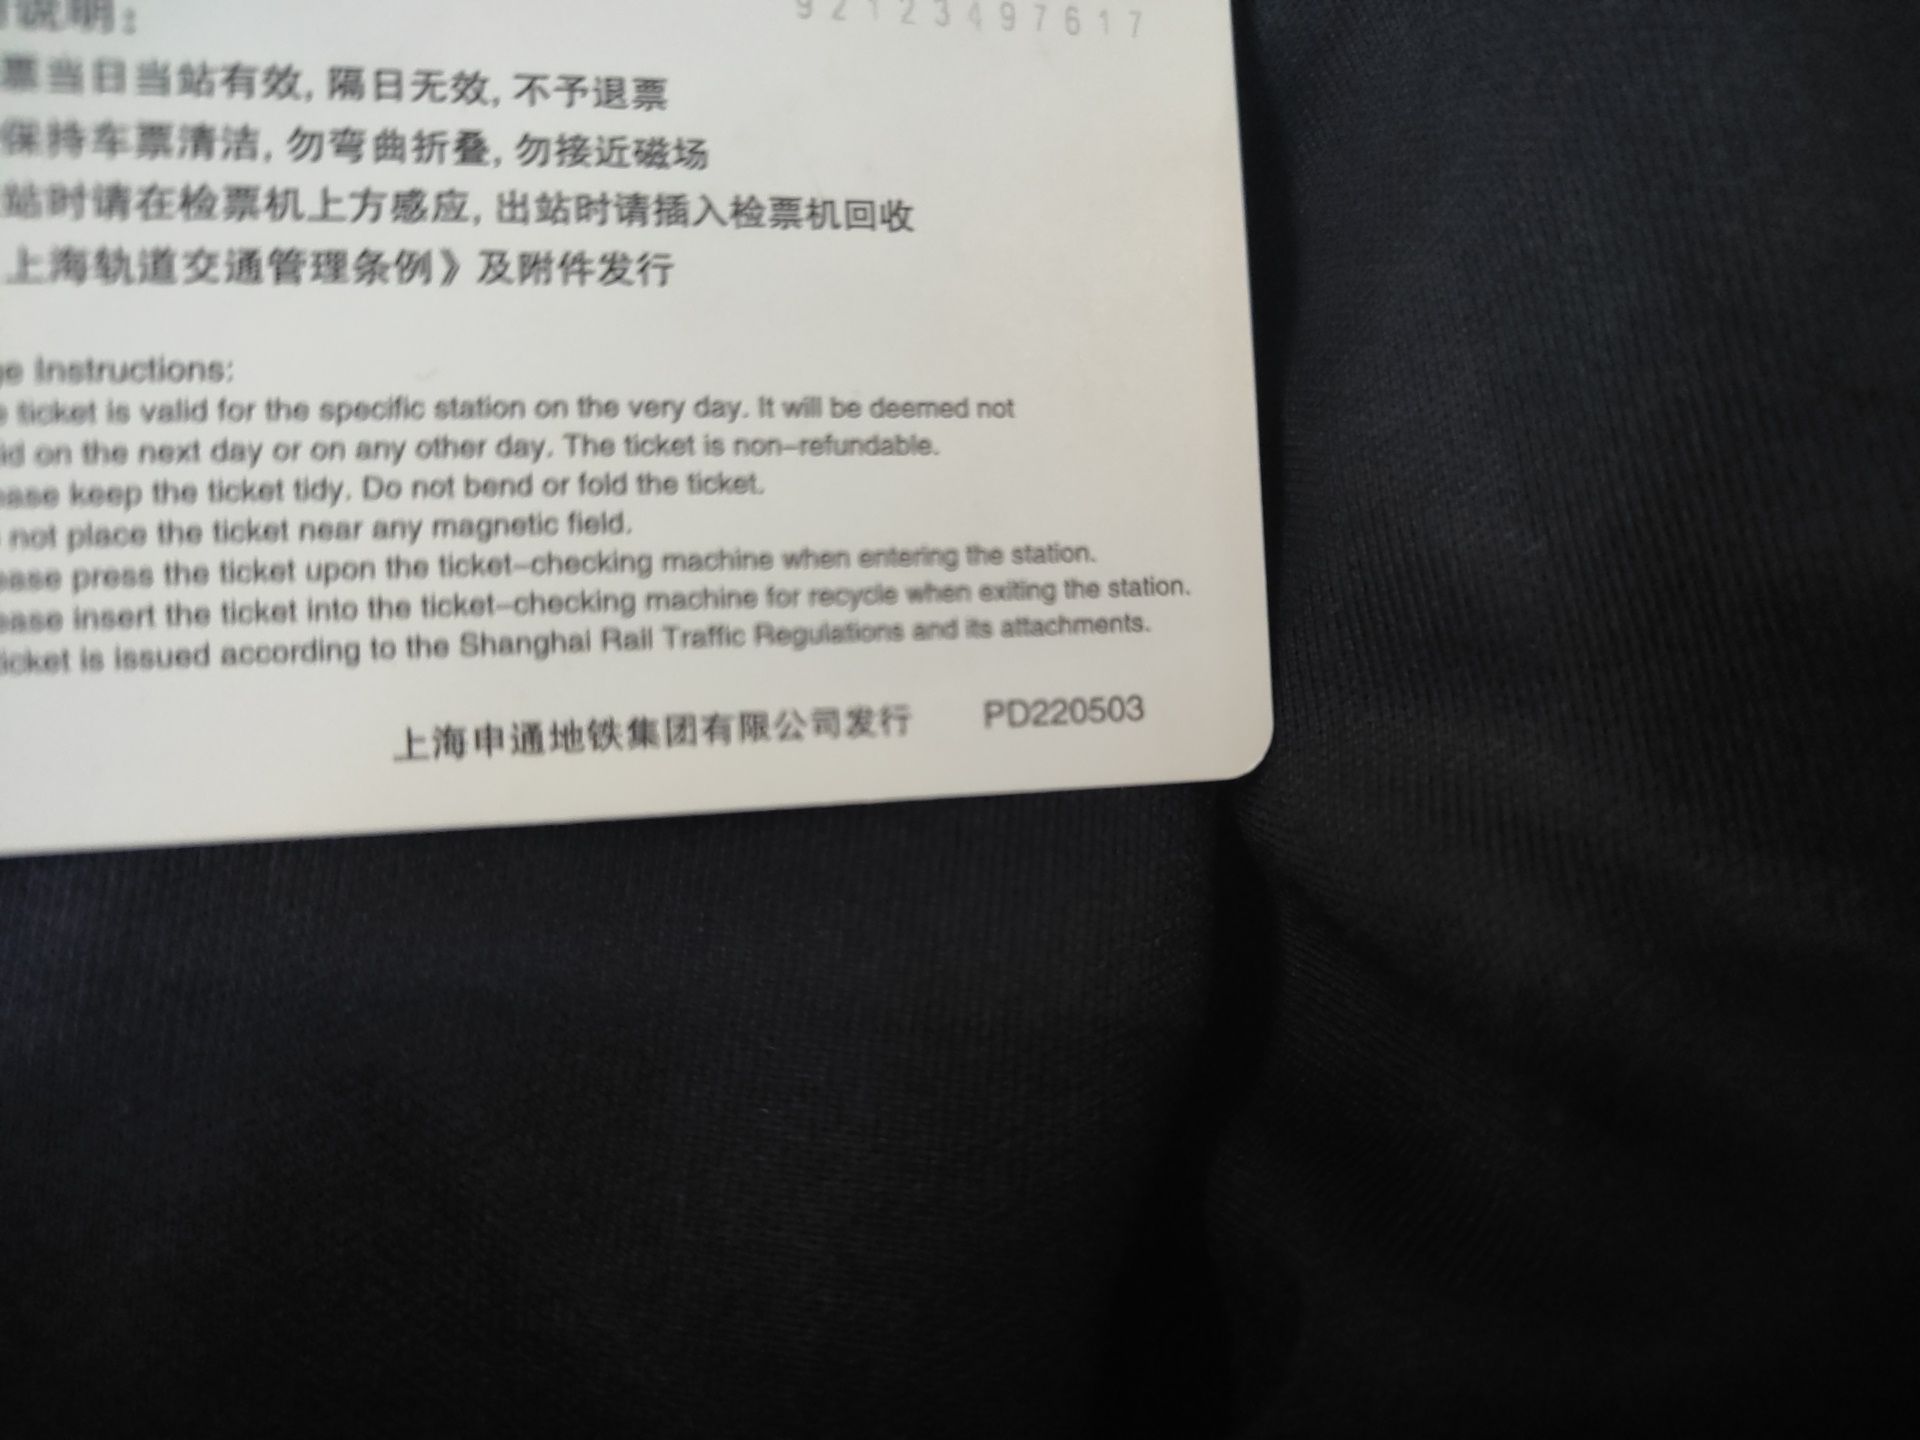 说明:
92123497617
票当日当站有效, 隔日无效, 不予退票
保持车票清洁, 勿弯曲折叠, 勿接近磁场
站时请在检票机上方感应, 出站时请插入检票机回收
上海轨道交通管理条例》及附件发行
Instructions:
ticket is valid for the specific station on the very day. It will be deemed not
on the next day or on any other day. The ticket is non-refundable.
keep the ticket tidy. Do not bend or fold the ticket.
not place the ticket near any magnetic field.
press the ticket upon the ticket-checking machine when entering the station.
insert the ticket into the ticket-checking machine for recycle when exiting the station.
ticket is issued according to the Shanghai Rail Traffic Regulations and its attachments.
上海申通地铁集团有限公司发行 PD220503